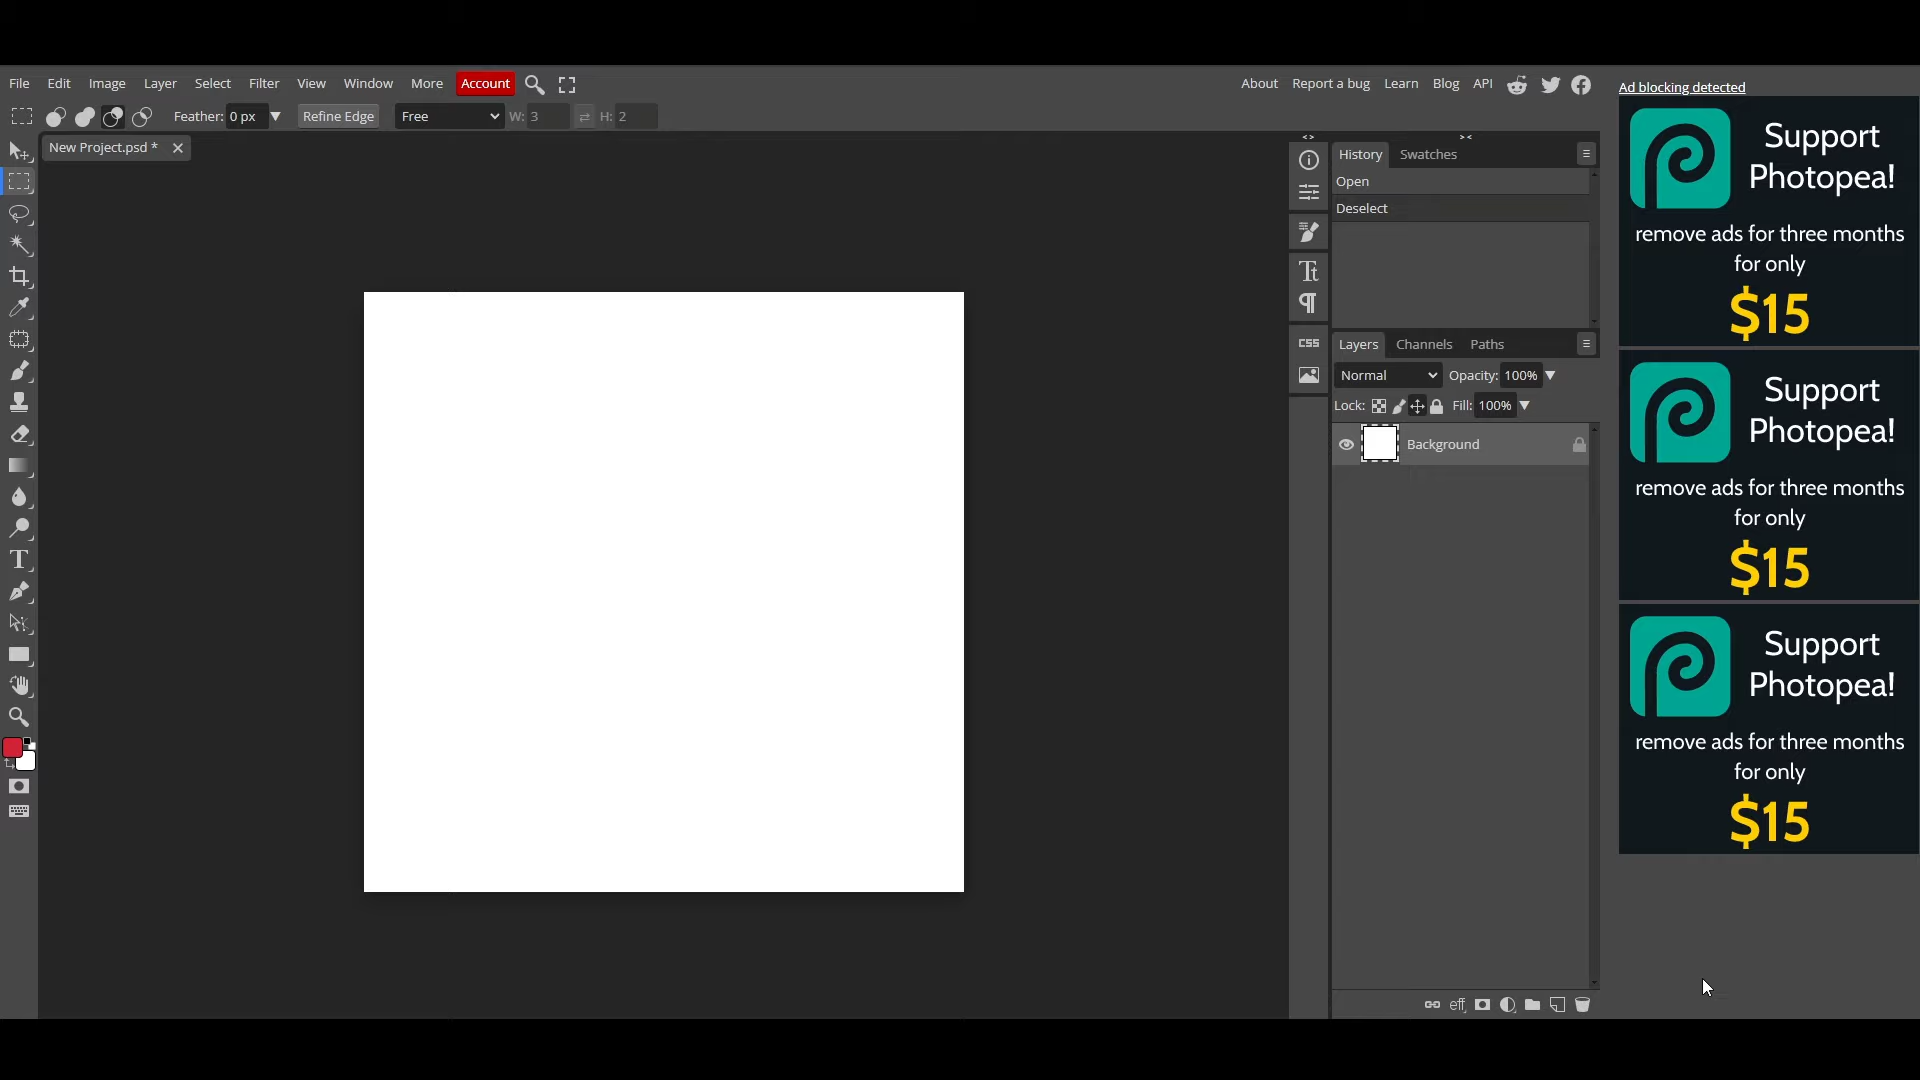 File Edit Image Layer Select Filter View Window More Account
About Report a bug Learn Blog API
Ad blocking detected
Feather: 0 px Refine Edge Free W: 3 H: 2
New Project.psd *
History Swatches
Open
Deselect
Tt
CSS
Layers Channels Paths
Normal Opacity: 100%
Lock: Fill: 100%
Background
eff
T
Support
Photopea!
remove ads for three months
for only
$15
Support
Photopea!
remove ads for three months
for only
$15
Support
Photopea!
remove ads for three months
for only
$15